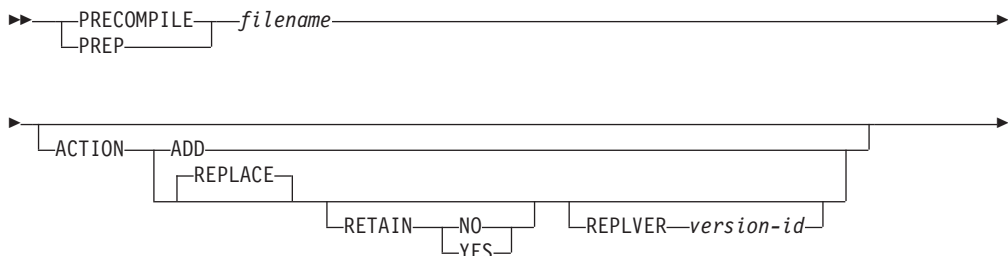 PRECOMPILE filename
PREP
ACTION ADD
REPLACE
RETAIN NO REPLVER version-id
YES